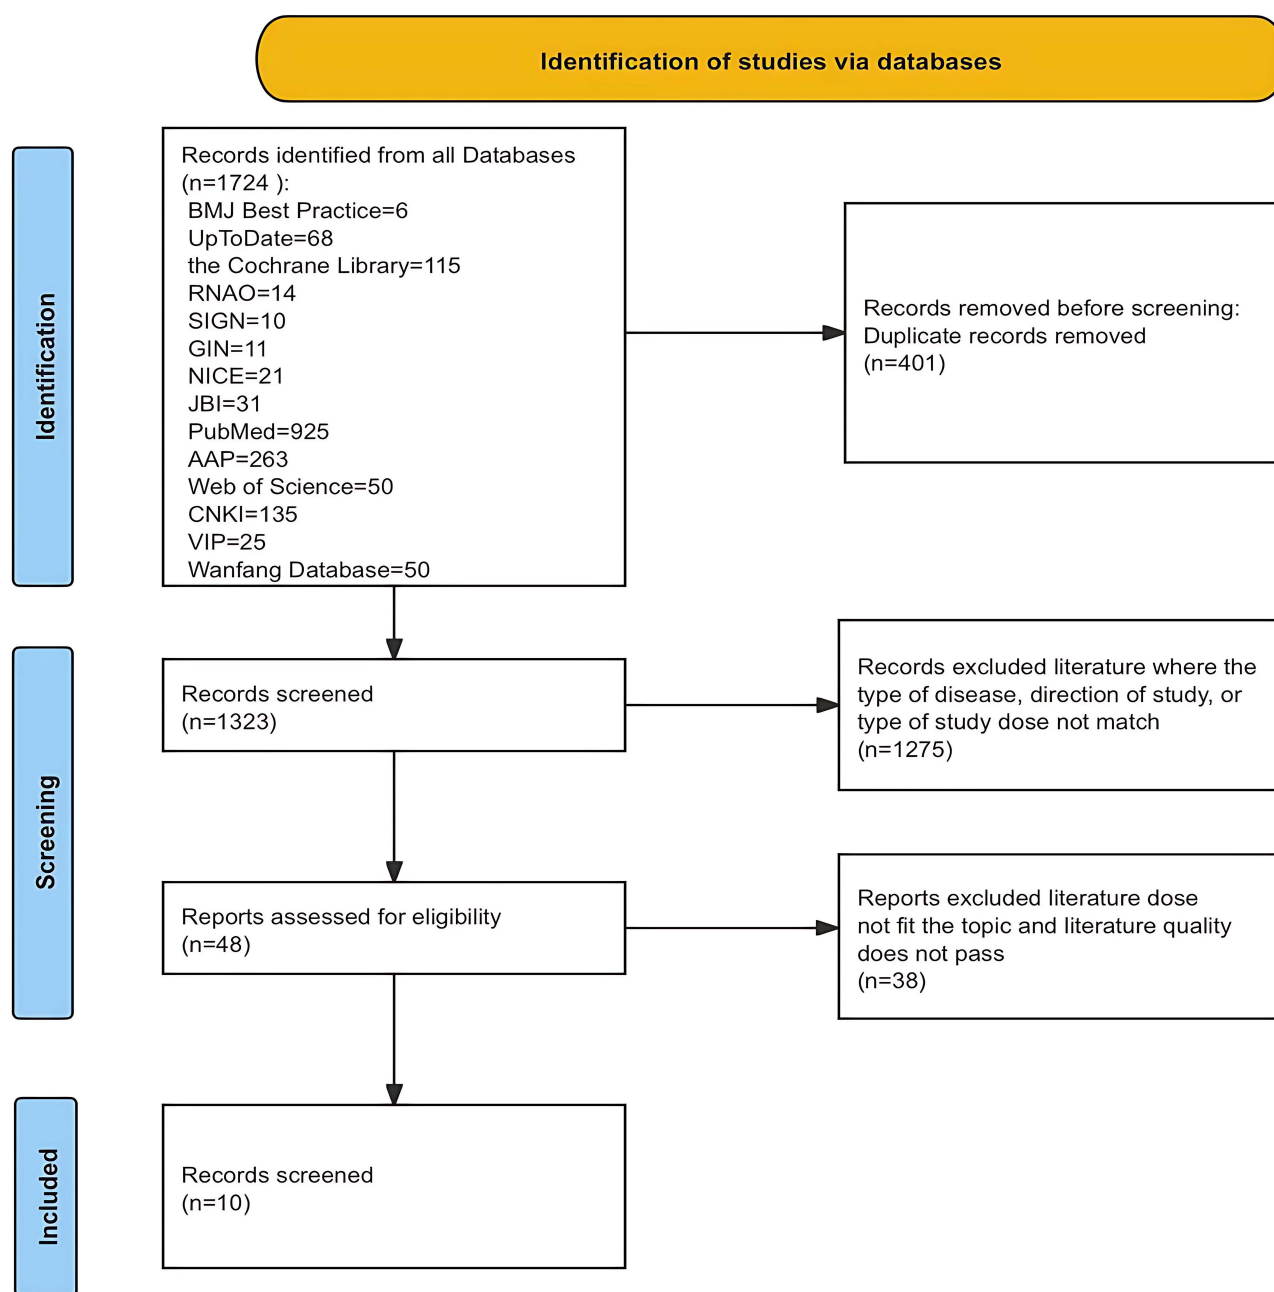 Identification of studies via databases
Identification
Records identified from all Databases
(n=1724 ):
BMJ Best Practice=6
UpToDate=68
the Cochrane Library=115
RNAO=14
SIGN=10
GIN=11
NICE=21
JBI=31
PubMed=925
AAP=263
Web of Science=50
CNKI=135
VIP=25
Wanfang Database=50
Records removed before screening:
Duplicate records removed
(n=401)
Screening
Records screened
(n=1323)
Records excluded literature where the
type of disease, direction of study, or
type of study dose not match
(n=1275)
Reports assessed for eligibility
(n=48)
Reports excluded literature dose
not fit the topic and literature quality
does not pass
(n=38)
Included
Records screened
(n=10)